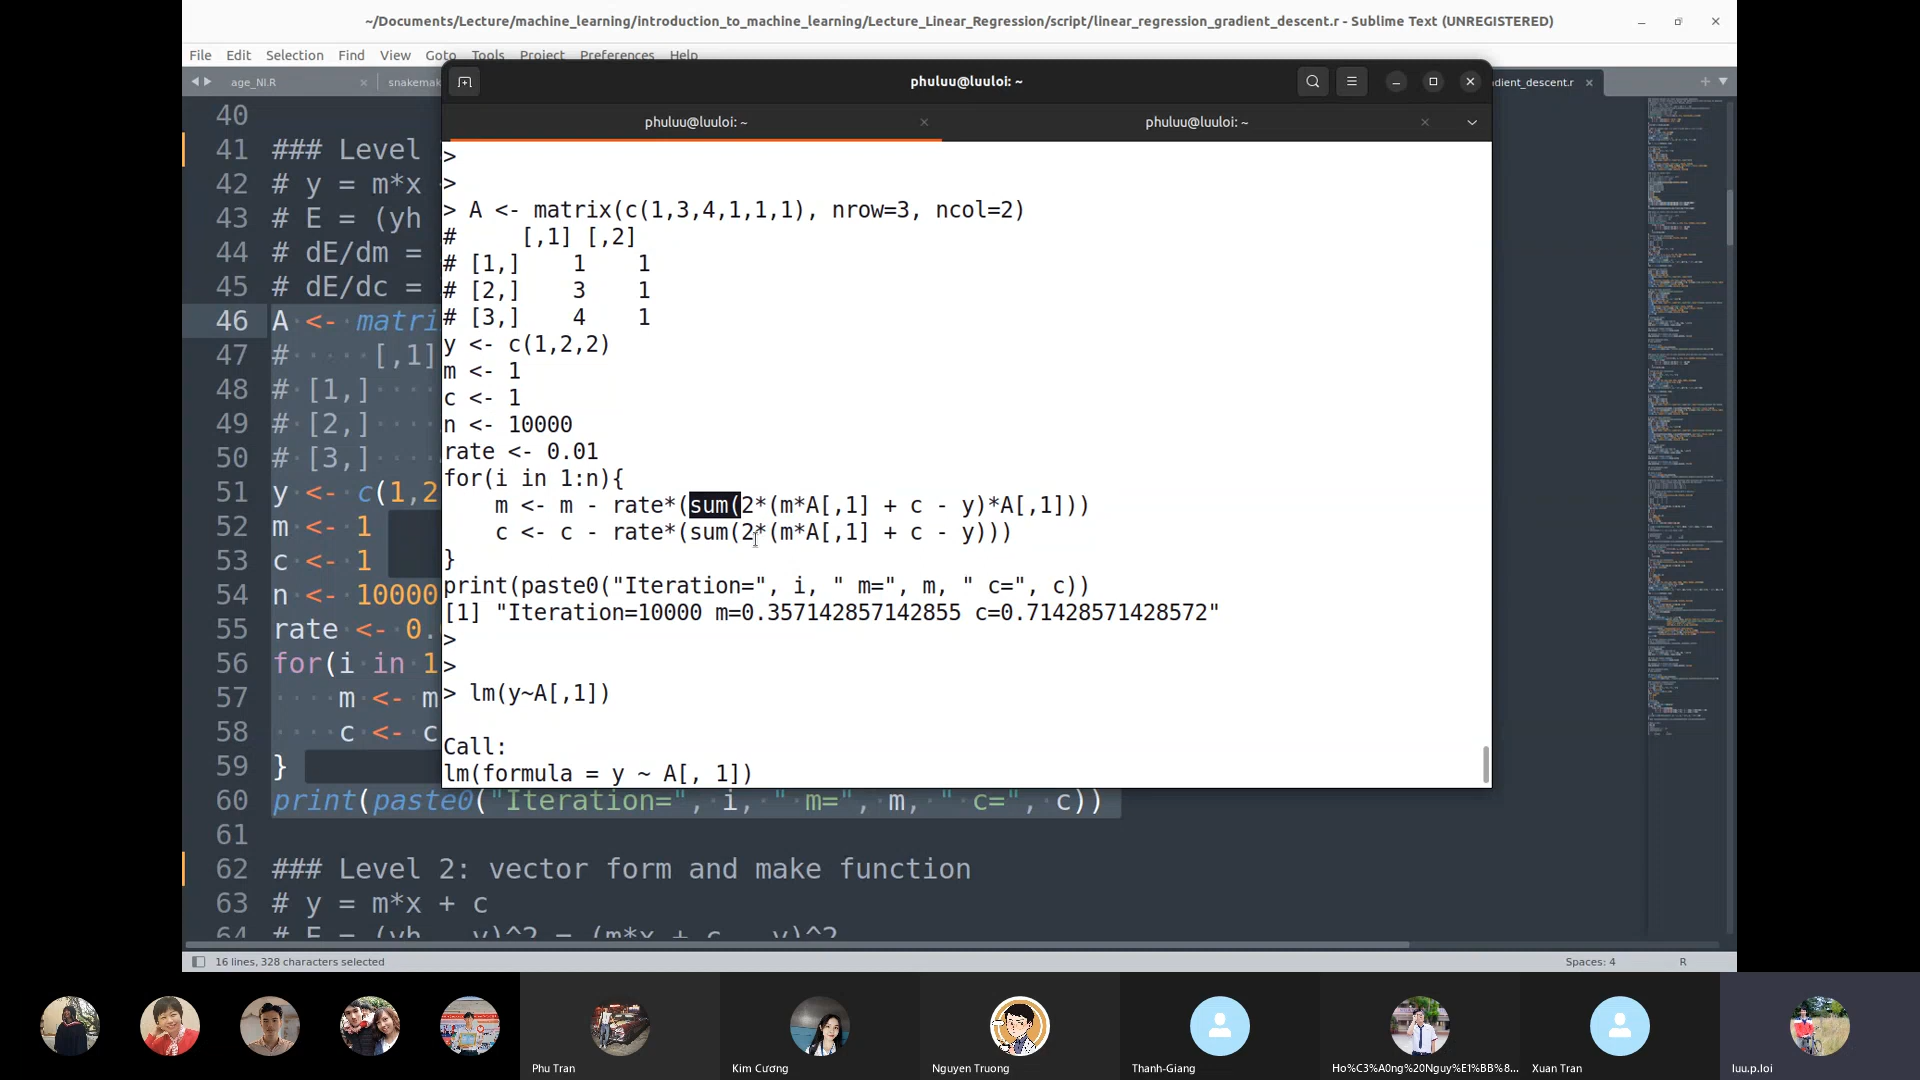 ~/Documents/Lecture/machine_learning/introduction_to_machine_learning/Lecture_Linear_Regression/script/linear_regression_gradient_descent.r - Sublime Text (UNREGISTERED)
File Edit Selection Find View Goto Tools Project Preferences Help
age_NI.R
snakemak
dient_descent.r
phuluu@luuloi: ~
phuluu@luuloi: ~
phuluu@luuloi: ~
40
41 ### Level
42 # y = m*x
43 # E = (yh
44 # dE/dm =
45 # dE/dc =
46 A <- matri
47 # [,1]
48 # [1,]
49 # [2,]
50 # [3,]
51 y <- c(1,2
52 m <- 1
53 c <- 1
54 n <- 10000
55 rate <- 0.
56 for(i in 1
57 m <- m
58 c <- c
59 }
60 print(paste0("Iteration=", i, " m=", m, " c=", c))
61
62 ### Level 2: vector form and make function
63 # y = m*x + c
64 # E = (yh - y)^2 = (m*x + c - y)^2
>
>
> A <- matrix(c(1,3,4,1,1,1), nrow=3, ncol=2)
# [,1] [,2]
# [1,] 1 1
# [2,] 3 1
# [3,] 4 1
y <- c(1,2,2)
m <- 1
c <- 1
n <- 10000
rate <- 0.01
for(i in 1:n){
m <- m - rate*(sum(2*(m*A[,1] + c - y)*A[,1]))
c <- c - rate*(sum(2*(m*A[,1] + c - y)))
}
print(paste0("Iteration=", i, " m=", m, " c=", c))
[1] "Iteration=10000 m=0.357142857142855 c=0.71428571428572"
>
>
> lm(y~A[,1])
Call:
lm(formula = y ~ A[, 1])
16 lines, 328 characters selected
Spaces: 4
R
Phu Tran
Kim Cương
Nguyen Truong
Thanh-Giang
Ho%C3%A0ng%20Nguy%E1%BB%8...
Xuan Tran
luu.p.loi